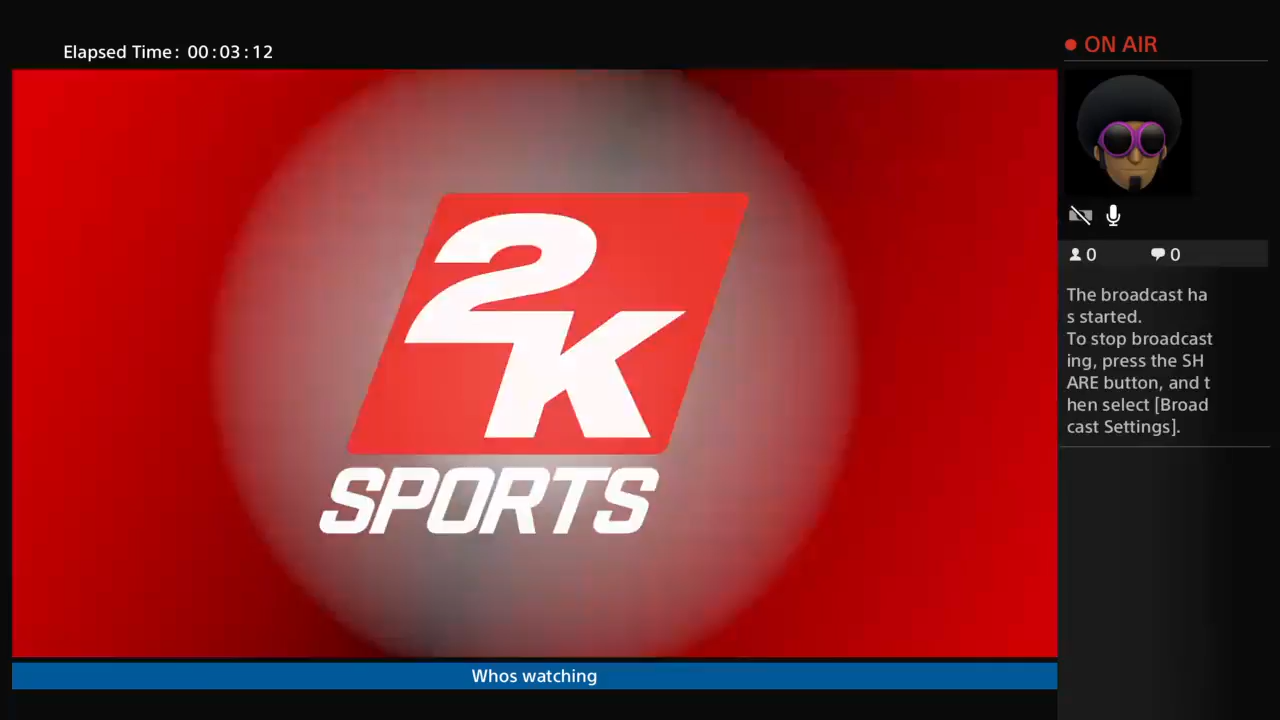 Elapsed Time: 00:03:12
ON AIR
2K
SPORTS
0 0
The broadcast ha
s started.
To stop broadcast
ing, press the SH
ARE button, and t
hen select [Broad
cast Settings].
Whos watching